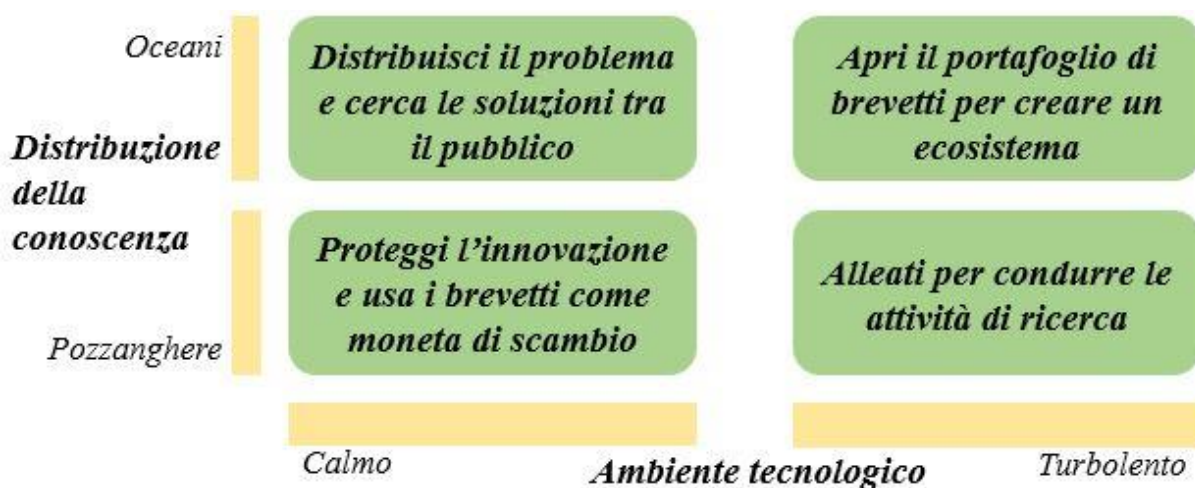 Oceani
Distribuzione
della
conoscenza
Pozzanghere
Distribuisci il problema
e cerca le soluzioni tra
il pubblico
Apri il portafoglio di
brevetti per creare un
ecosistema
Proteggi l’innovazione
e usa i brevetti come
moneta di scambio
Alleati per condurre le
attività di ricerca
Calmo
Ambiente tecnologico
Turbolento